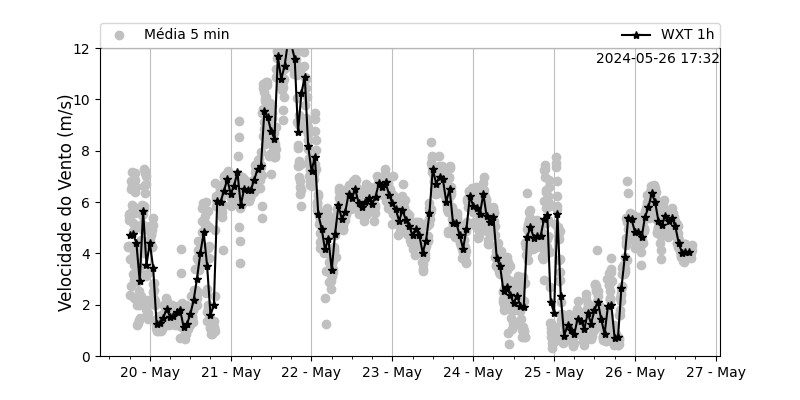 Média 5 min
WXT 1h
2024-05-26 17:32
Velocidade do Vento (m/s)
12
10
8
6
4
2
0
20 - May
21 - May
22 - May
23 - May
24 - May
25 - May
26 - May
27 - May